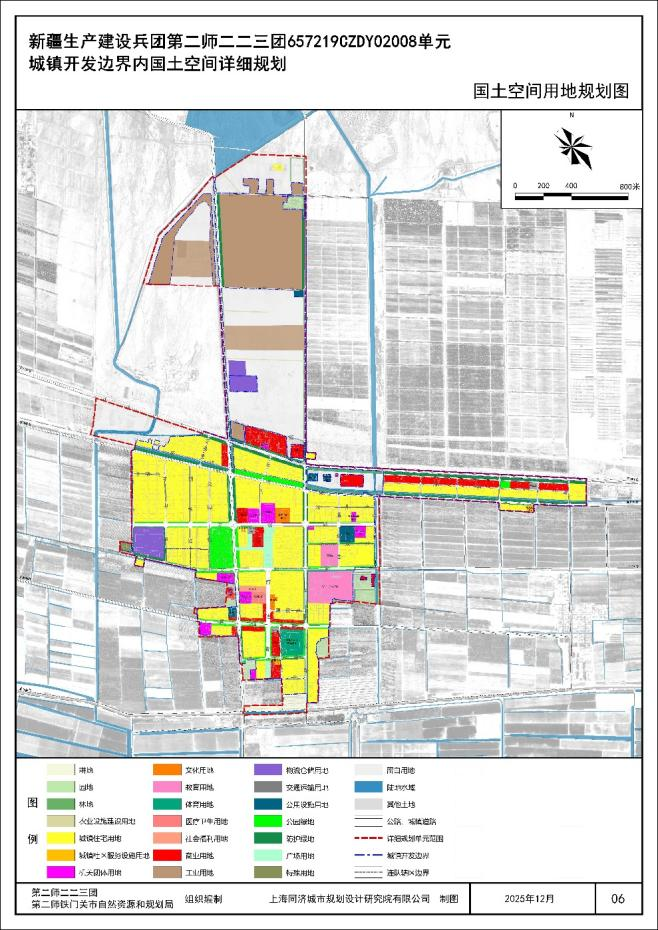 新疆生产建设兵团第二师二二三团657219CZDY02008单元
城镇开发边界内国土空间详细规划
国土空间用地规划图
N
0 200 400 800米
图例
耕地
园地
林地
农业设施建设用地
城镇住宅用地
城镇社区服务设施用地
机关团体用地
文化用地
教育用地
体育用地
医疗卫生用地
社会福利用地
商业用地
工业用地
物流仓储用地
交通运输用地
公用设施用地
公园绿地
防护绿地
广场用地
特殊用地
留白用地
陆地水域
其他土地
公路、城镇道路
详细规划单元范围
城镇开发边界
连队辖区边界
第二师二二三团
第二师铁门关市自然资源和规划局
组织编制
上海同济城市规划设计研究院有限公司 制图
2025年12月
06